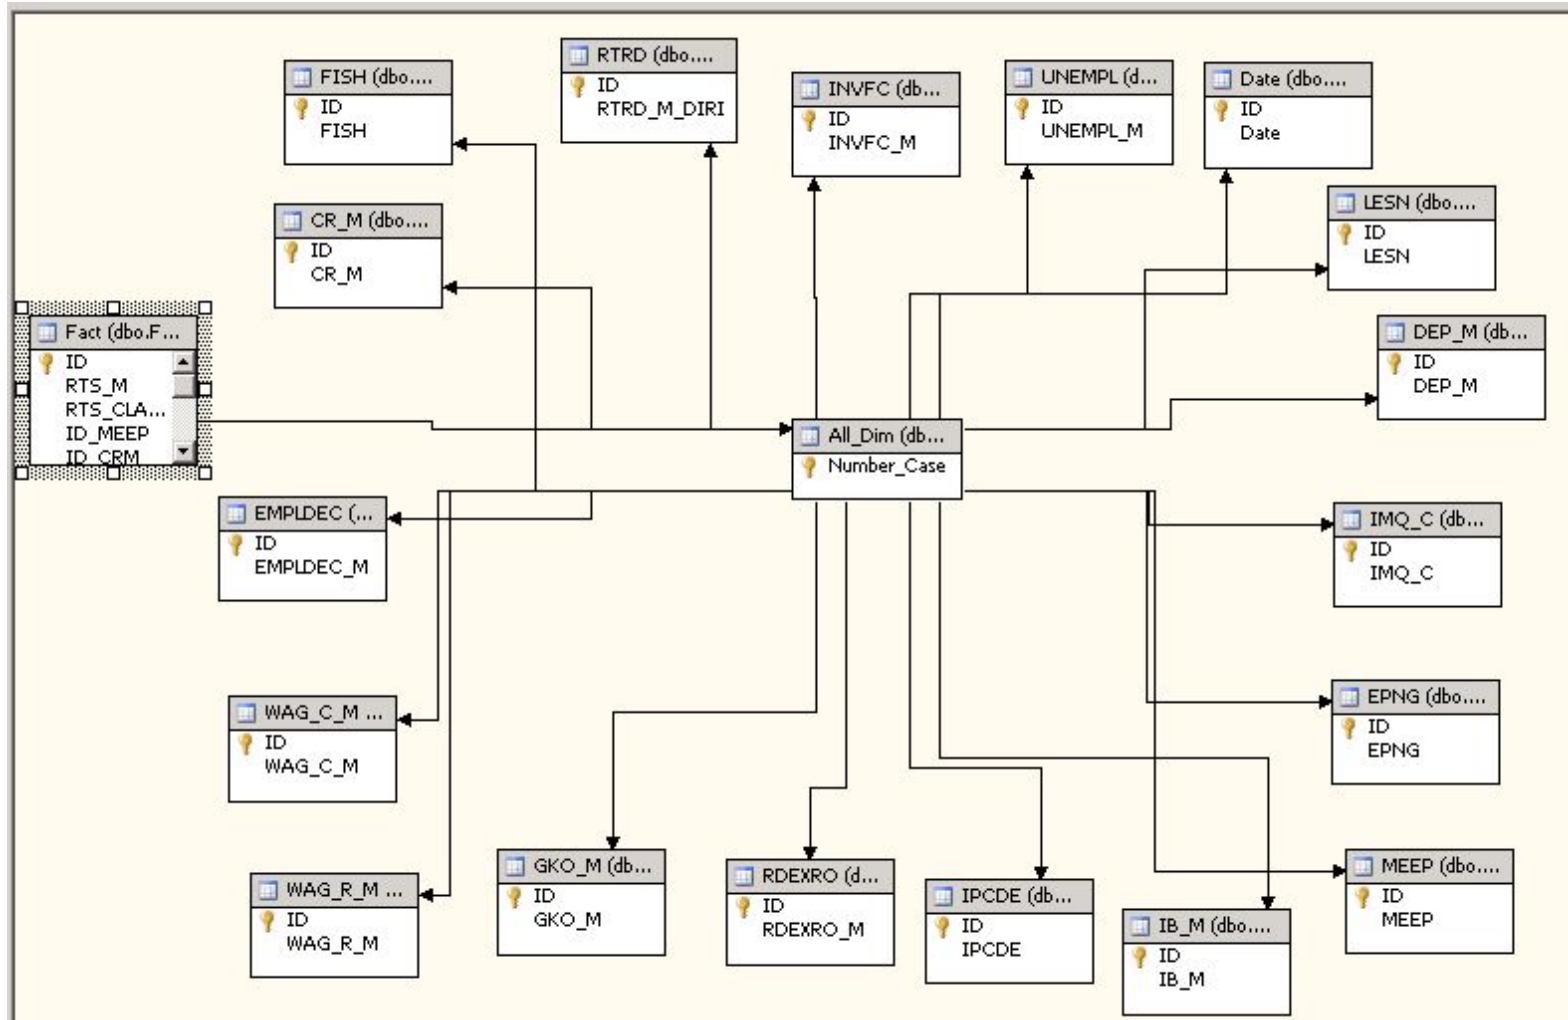 RTRD (dbo....
ID
RTRD_M_DIRI
FISH (dbo....
ID
FISH
INVFC (db...
ID
INVFC_M
UNEMPL (d...
ID
UNEMPL_M
Date (dbo....
ID
Date
LESN (dbo....
ID
LESN
CR_M (dbo....
ID
CR_M
Fact (dbo.F...
ID
RTS_M
RTS_CLA...
ID_MEEP
ID_CRM
DEP_M (db...
ID
DEP_M
All_Dim (db...
Number_Case
EMPLDEC (...
ID
EMPLDEC_M
IMQ_C (db...
ID
IMQ_C
WAG_C_M ...
ID
WAG_C_M
EPNG (dbo....
ID
EPNG
WAG_R_M ...
ID
WAG_R_M
GKO_M (db...
ID
GKO_M
RDEXRO (d...
ID
RDEXRO_M
IPCDE (db...
ID
IPCDE
IB_M (dbo....
ID
IB_M
MEEP (dbo....
ID
MEEP